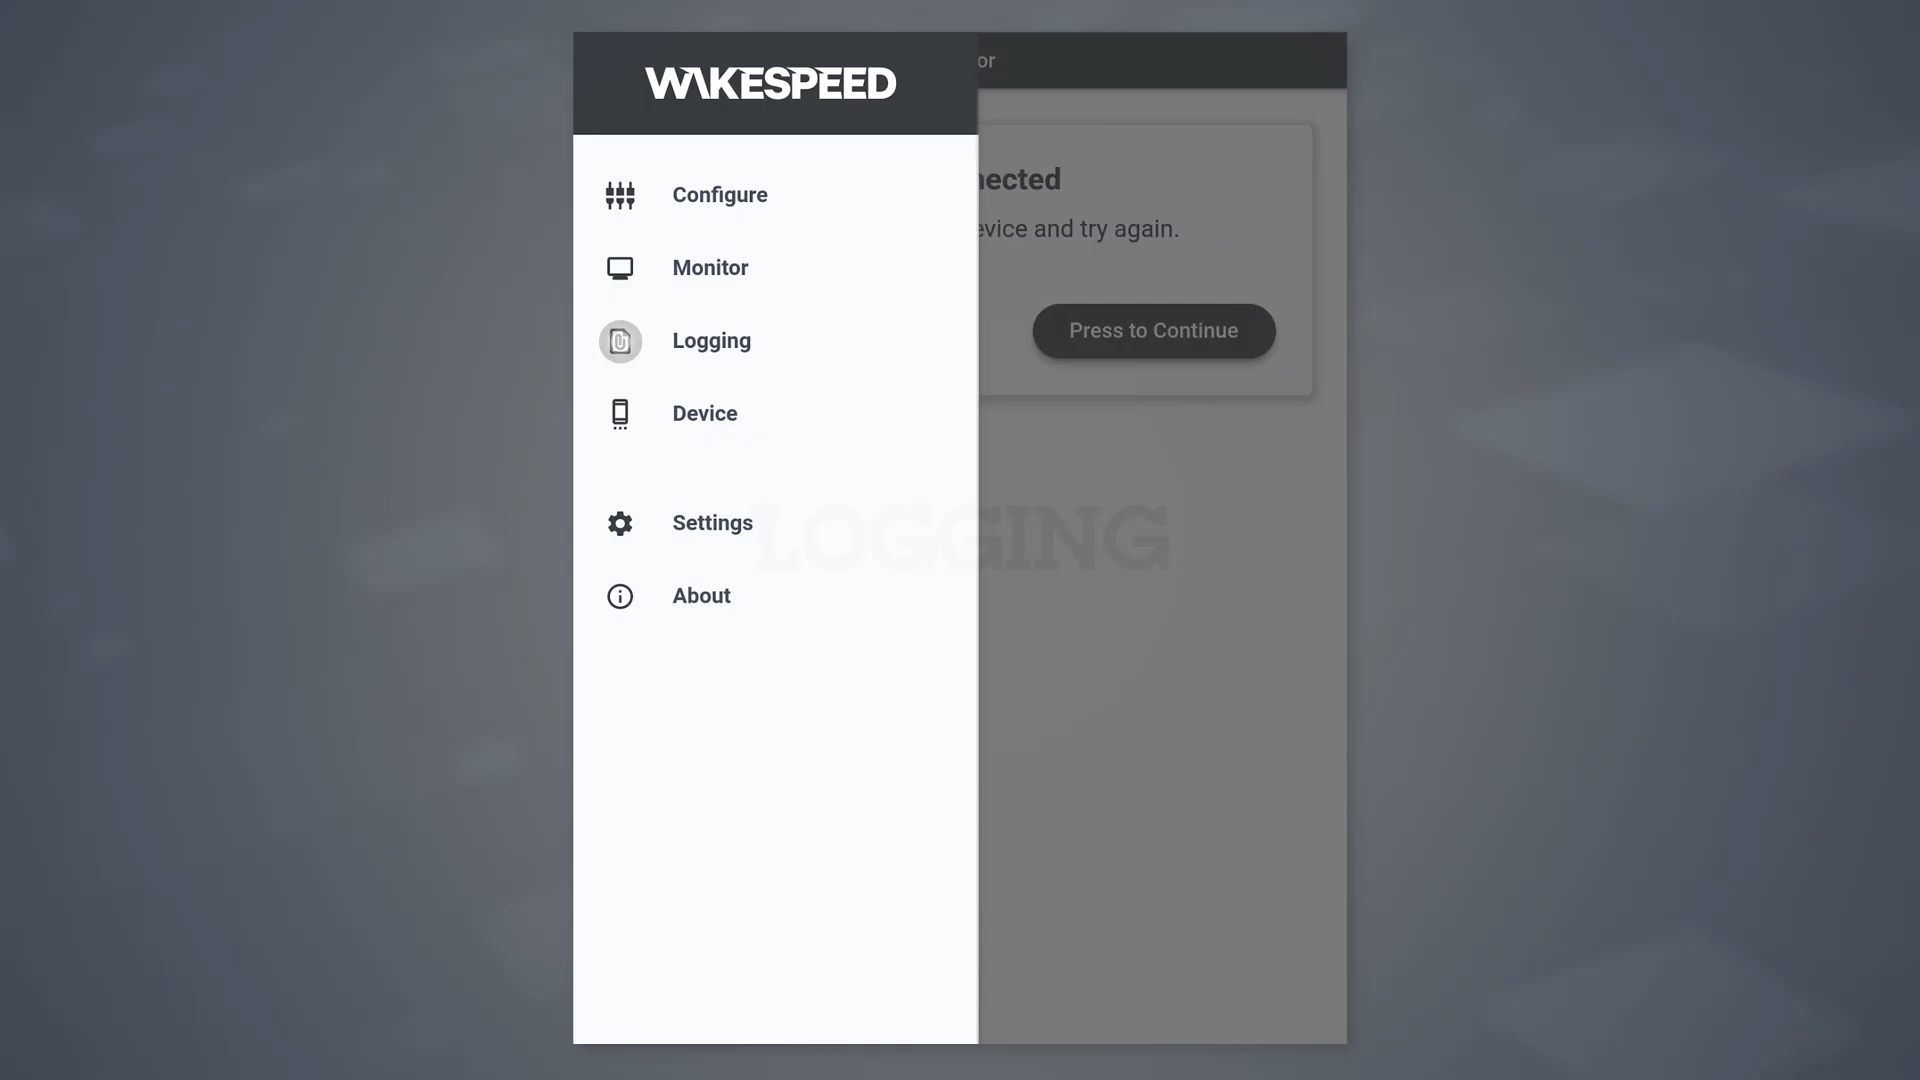 WAKESPEED
or
Configure
Monitor
Logging
Device
Settings
About
nected
evice and try again.
Press to Continue
LOGGING